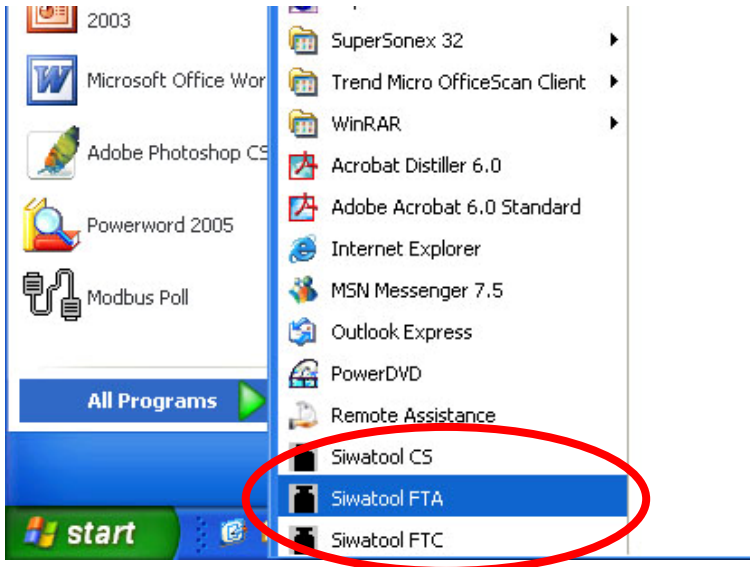 2003
Microsoft Office Wor
Adobe Photoshop CS
Powerword 2005
Modbus Poll
All Programs
start
SuperSonex 32
Trend Micro OfficeScan Client
WinRAR
Acrobat Distiller 6.0
Adobe Acrobat 6.0 Standard
Internet Explorer
MSN Messenger 7.5
Outlook Express
PowerDVD
Remote Assistance
Siwatool CS
Siwatool FTA
Siwatool FTC